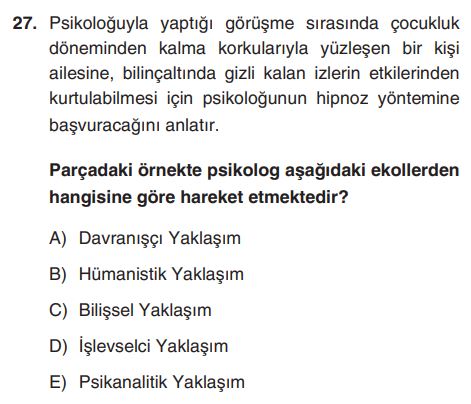 27. Psikoloğuyla yaptığı görüşme sırasında çocukluk
döneminden kalma korkularıyla yüzleşen bir kişi
ailesine, bilinçaltında gizli kalan izlerin etkilerinden
kurtulabilmesi için psikoloğunun hipnoz yöntemine
başvuracağını anlatır.
Parçadaki örnekte psikolog aşağıdaki ekollerden
hangisine göre hareket etmektedir?
A) Davranışçı Yaklaşım
B) Hümanistik Yaklaşım
C) Bilişsel Yaklaşım
D) İşlevselci Yaklaşım
E) Psikanalitik Yaklaşım